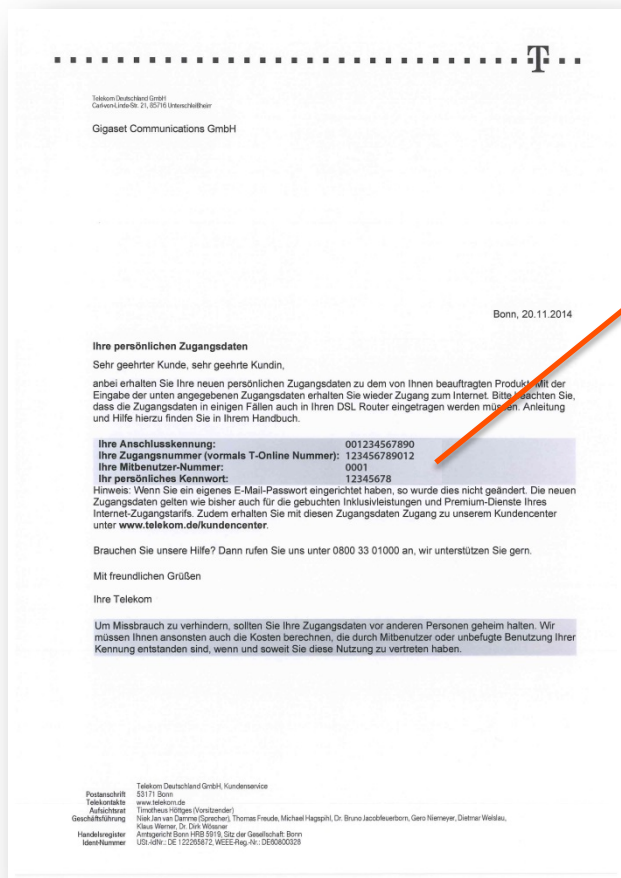 T
Telekom Deutschland GmbH
Carl-von-Linde-Str. 21, 85716 Unterschleißheim
Gigaset Communications GmbH
Bonn, 20.11.2014
Ihre persönlichen Zugangsdaten
Sehr geehrter Kunde, sehr geehrte Kundin,
anbei erhalten Sie Ihre neuen persönlichen Zugangsdaten zu dem von Ihnen beauftragten Produkt. Mit der
Eingabe der unten angegebenen Zugangsdaten erhalten Sie wieder Zugang zum Internet. Bitte beachten Sie,
dass die Zugangsdaten in einigen Fällen auch in Ihren DSL Router eingetragen werden müssen. Anleitung
und Hilfe hierzu finden Sie in Ihrem Handbuch.
Ihre Anschlusskennung: 001234567890
Ihre Zugangsnummer (vormals T-Online Nummer): 123456789012
Ihre Mitbenutzer-Nummer: 0001
Ihr persönliches Kennwort: 12345678
Hinweis: Wenn Sie ein eigenes E-Mail-Passwort eingerichtet haben, so wurde dies nicht geändert. Die neuen
Zugangsdaten gelten wie bisher auch für die gebuchten Inklusivleistungen und Premium-Dienste Ihres
Internet-Zugangstarifs. Zudem erhalten Sie mit diesen Zugangsdaten Zugang zu unserem Kundencenter
unter www.telekom.de/kundencenter.
Brauchen Sie unsere Hilfe? Dann rufen Sie uns unter 0800 33 01000 an, wir unterstützen Sie gern.
Mit freundlichen Grüßen
Ihre Telekom
Um Missbrauch zu verhindern, sollten Sie Ihre Zugangsdaten vor anderen Personen geheim halten. Wir
müssen Ihnen ansonsten auch die Kosten berechnen, die durch Mitbenutzer oder unbefugte Benutzung Ihrer
Kennung entstanden sind, wenn und soweit Sie diese Nutzung zu vertreten haben.
Telekom Deutschland GmbH, Kundenservice
Postanschrift 53171 Bonn
Telekontakte www.telekom.de
Aufsichtsrat Timotheus Höttges (Vorsitzender)
Geschäftsführung Niek Jan van Damme (Sprecher), Thomas Freude, Michael Hagspihl, Dr. Bruno Jacobfeuerborn, Gero Niemeyer, Dietmar Welslau,
Klaus Werner, Dr. Dirk Wössner
Handelsregister Amtsgericht Bonn HRB 5919, Sitz der Gesellschaft: Bonn
Ident-Nummer USt.-IdNr.: DE 122265872, WEEE-Reg.-Nr.: DE60800328